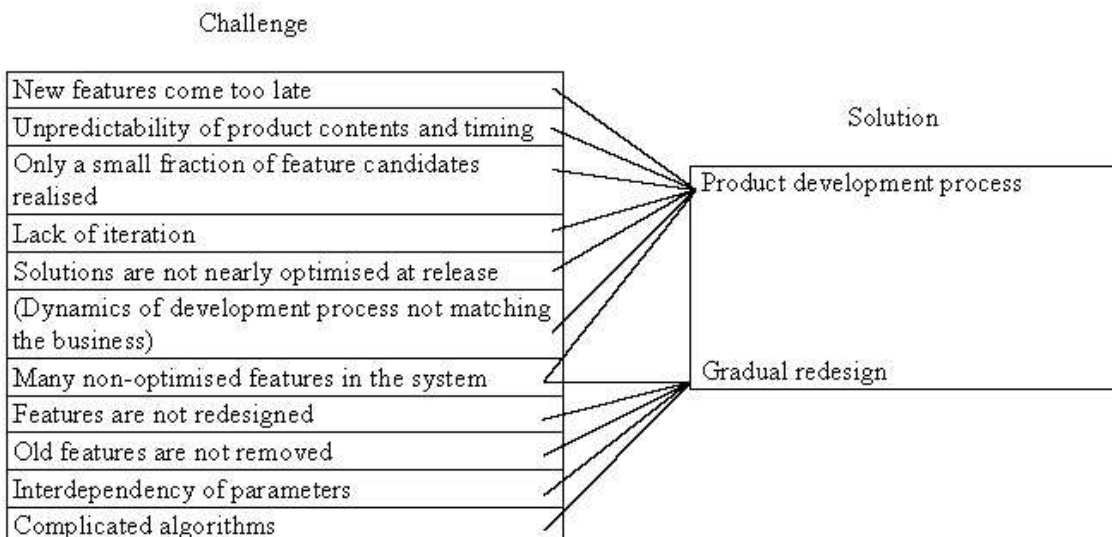 Challenge
New features come too late
Unpredictability of product contents and timing
Only a small fraction of feature candidates
realised
Lack of iteration
Solutions are not nearly optimised at release
(Dynamics of development process not matching
the business)
Many non-optimised features in the system
Features are not redesigned
Old features are not removed
Interdependency of parameters
Complicated algorithms
Solution
Product development process
Gradual redesign